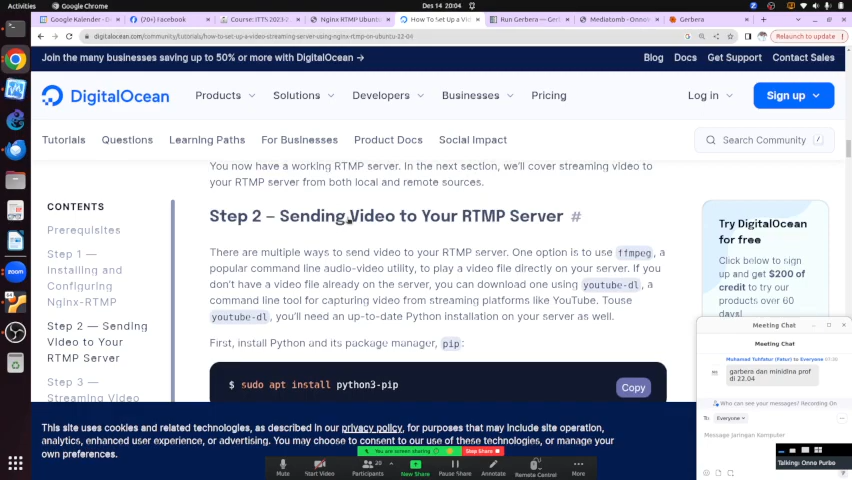 Activities
Google Chrome
Des 14 20:04
Google Kalender - G
(20+) Facebook
Course: ITTS 2023-2
Nginx RTMP Ubuntu
How To Set Up a Vi
Run Gerbera — Ger
Mediatomb - Onno
Gerbera
digitalocean.com/community/tutorials/how-to-set-up-a-video-streaming-server-using-nginx-rtmp-on-ubuntu-22-04
Relaunch to update
Join the many businesses saving up to 50% or more with DigitalOcean →
Blog Docs Get Support Contact Sales
DigitalOcean
Products Solutions Developers Businesses Pricing
Log in
Sign up
Tutorials Questions Learning Paths For Businesses Product Docs Social Impact
Search Community /
You now have a working RTMP server. In the next section, we'll cover streaming video to
your RTMP server from both local and remote sources.
CONTENTS
Prerequisites
Step 1 —
Installing and
Configuring
Nginx-RTMP
Step 2 — Sending
Video to Your
RTMP Server
Step 3 —
Streaming Video
Step 2 — Sending Video to Your RTMP Server #
There are multiple ways to send video to your RTMP server. One option is to use ffmpeg, a
popular command line audio-video utility, to play a video file directly on your server. If you
don't have a video file already on the server, you can download one using youtube-dl, a
command line tool for capturing video from streaming platforms like YouTube. To use
youtube-dl, you'll need an up-to-date Python installation on your server as well.
First, install Python and its package manager, pip:
$ sudo apt install python3-pip
Copy
Try DigitalOcean
for free
Click below to sign
up and get $200 of
credit to try our
products over 60
days!
This site uses cookies and related technologies, as described in our privacy policy, for purposes that may include site operation,
analytics, enhanced user experience, or advertising. You may choose to consent to our use of these technologies, or manage your
own preferences.
Meeting Chat
Meeting Chat
Muhamad Tuhfatur (Fatur) to Everyone
garbera dan minidlna prof
di 22.04
Who can see your messages? Recording On
To: Everyone
Message Jaringan Komputer
Talking: Onno Purbo
You are screen sharing
Stop Share
Mute
Start Video
Participants
20
New Share
Pause Share
Annotate
Remote Control
More